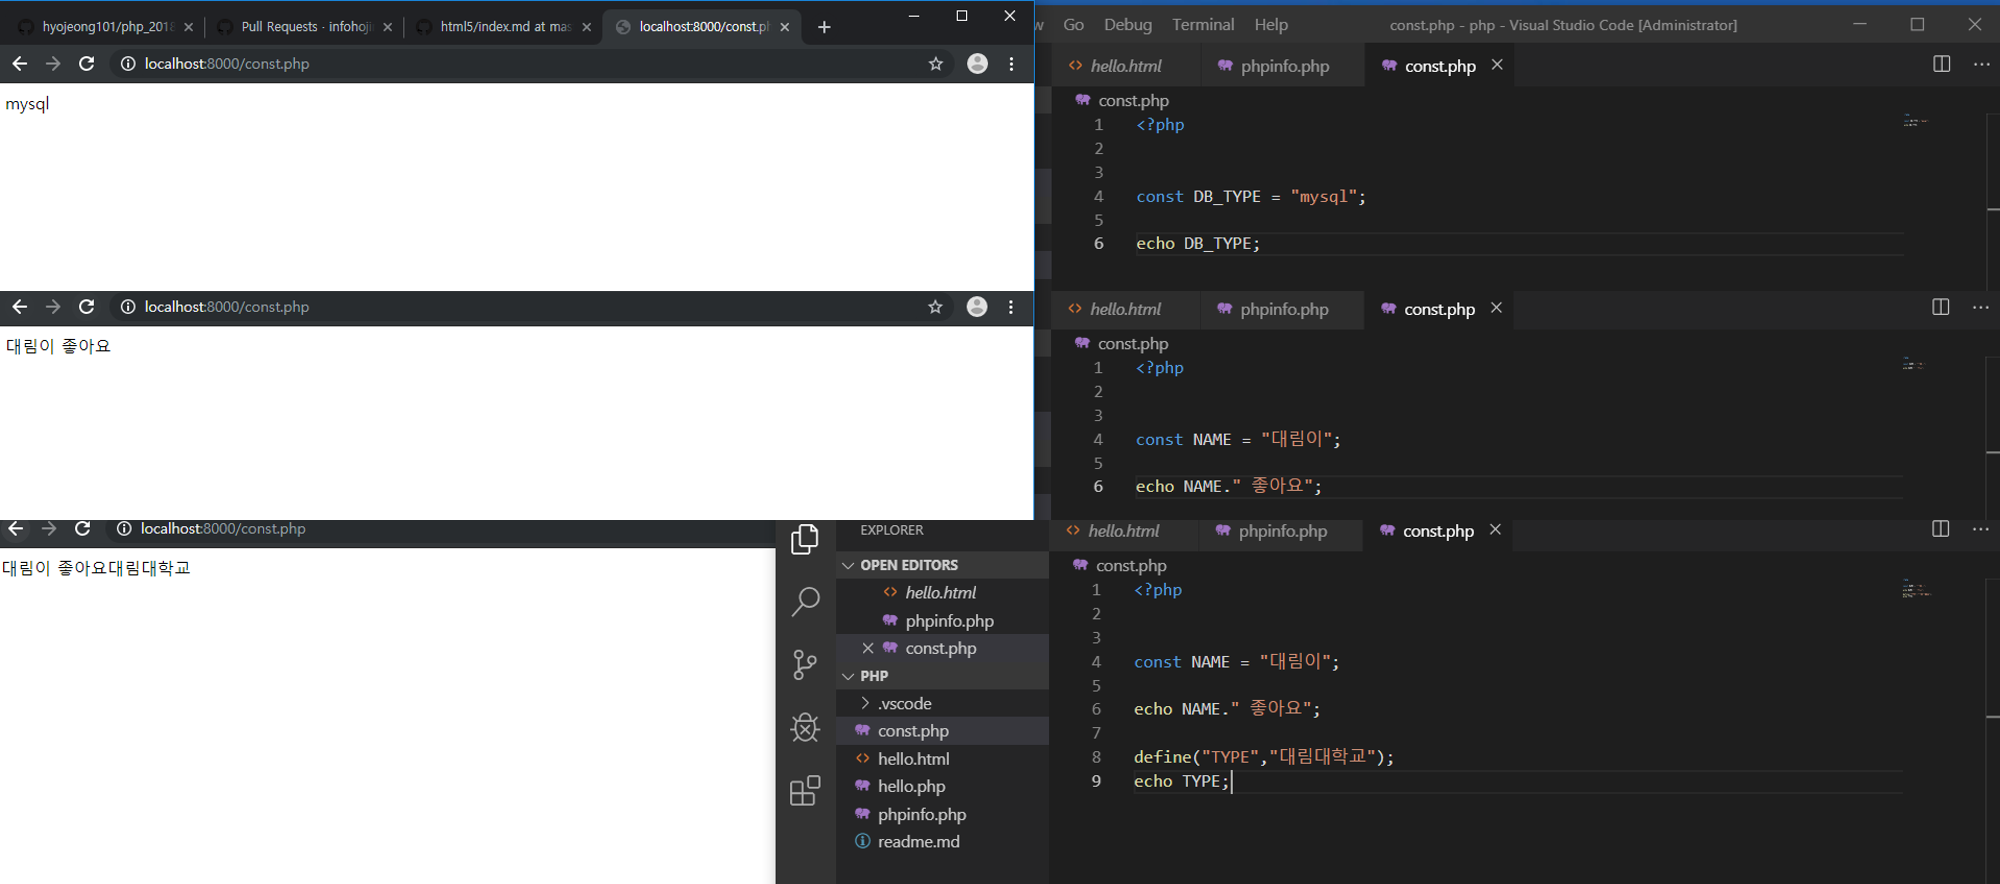 hyojeong101/php_2018
Pull Requests · infohoji
html5/index.md at mas
localhost:8000/const.ph
localhost:8000/const.php
mysql
Go Debug Terminal Help const.php - php - Visual Studio Code [Administrator]
hello.html phpinfo.php const.php
const.php
1 <?php
2
3
4 const DB_TYPE = "mysql";
5
6 echo DB_TYPE;
localhost:8000/const.php
대림이 좋아요
hello.html phpinfo.php const.php
const.php
1 <?php
2
3
4 const NAME = "대림이";
5
6 echo NAME." 좋아요";
localhost:8000/const.php
대림이 좋아요대림대학교
EXPLORER
OPEN EDITORS
hello.html
phpinfo.php
const.php
PHP
.vscode
const.php
hello.html
hello.php
phpinfo.php
readme.md
hello.html phpinfo.php const.php
const.php
1 <?php
2
3
4 const NAME = "대림이";
5
6 echo NAME." 좋아요";
7
8 define("TYPE","대림대학교");
9 echo TYPE;